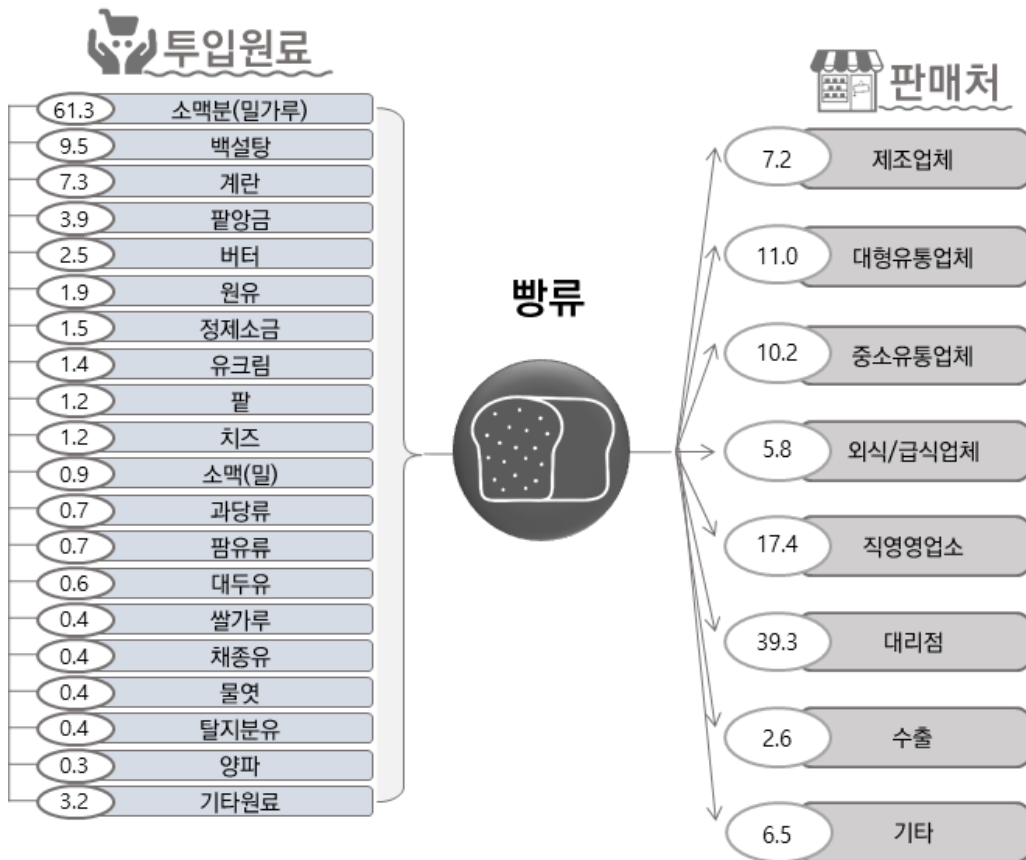 투입원료
61.3 소맥분(밀가루)
9.5 백설탕
7.3 계란
3.9 팥앙금
2.5 버터
1.9 원유
1.5 정제소금
1.4 유크림
1.2 팥
1.2 치즈
0.9 소맥(밀)
0.7 과당류
0.7 팜유류
0.6 대두유
0.4 쌀가루
0.4 채종유
0.4 물엿
0.4 탈지분유
0.3 양파
3.2 기타원료
빵류
판매처
7.2 제조업체
11.0 대형유통업체
10.2 중소유통업체
5.8 외식/급식업체
17.4 직영영업소
39.3 대리점
2.6 수출
6.5 기타